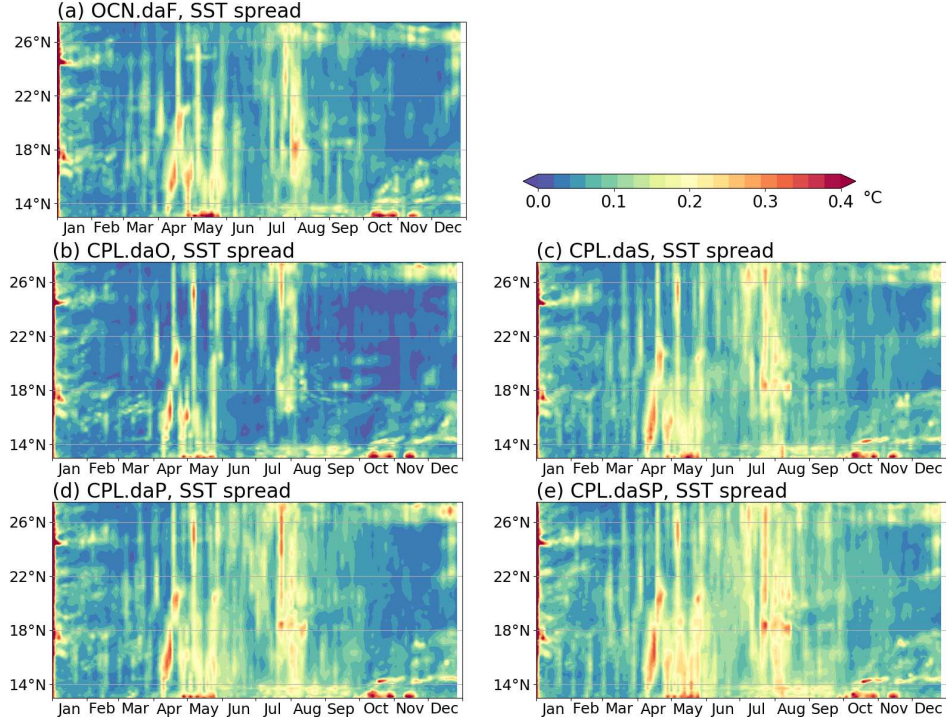 (a) OCN.daF, SST spread
26°N
22°N
18°N
14°N
Jan Feb Mar Apr May Jun Jul Aug Sep Oct Nov Dec
0.0 0.1 0.2 0.3 0.4 °C
(b) CPL.daO, SST spread
26°N
22°N
18°N
14°N
Jan Feb Mar Apr May Jun Jul Aug Sep Oct Nov Dec
(c) CPL.daS, SST spread
26°N
22°N
18°N
14°N
Jan Feb Mar Apr May Jun Jul Aug Sep Oct Nov Dec
(d) CPL.daP, SST spread
26°N
22°N
18°N
14°N
Jan Feb Mar Apr May Jun Jul Aug Sep Oct Nov Dec
(e) CPL.daSP, SST spread
26°N
22°N
18°N
14°N
Jan Feb Mar Apr May Jun Jul Aug Sep Oct Nov Dec